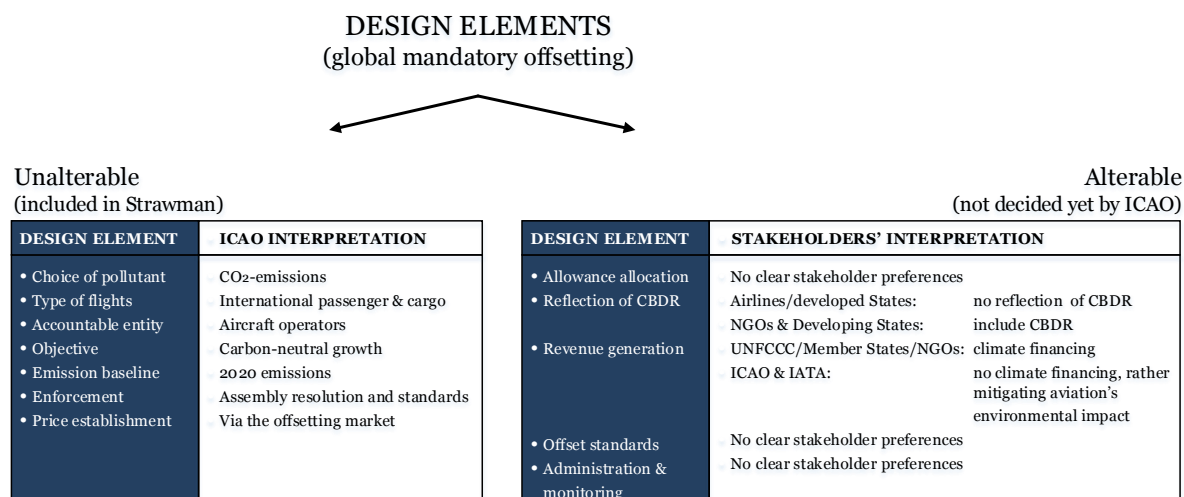 DESIGN ELEMENTS
(global mandatory offsetting)
Unalterable
(included in Strawman)
DESIGN ELEMENT ICAO INTERPRETATION
• Choice of pollutant CO2-emissions
• Type of flights International passenger & cargo
• Accountable entity Aircraft operators
• Objective Carbon-neutral growth
• Emission baseline 2020 emissions
• Enforcement Assembly resolution and standards
• Price establishment Via the offsetting market
Alterable
(not decided yet by ICAO)
DESIGN ELEMENT STAKEHOLDERS’ INTERPRETATION
• Allowance allocation No clear stakeholder preferences
• Reflection of CBDR Airlines/developed States: no reflection of CBDR
NGOs & Developing States: include CBDR
• Revenue generation UNFCCC/Member States/NGOs: climate financing
ICAO & IATA: no climate financing, rather
mitigating aviation’s
environmental impact
• Offset standards No clear stakeholder preferences
• Administration & No clear stakeholder preferences
monitoring